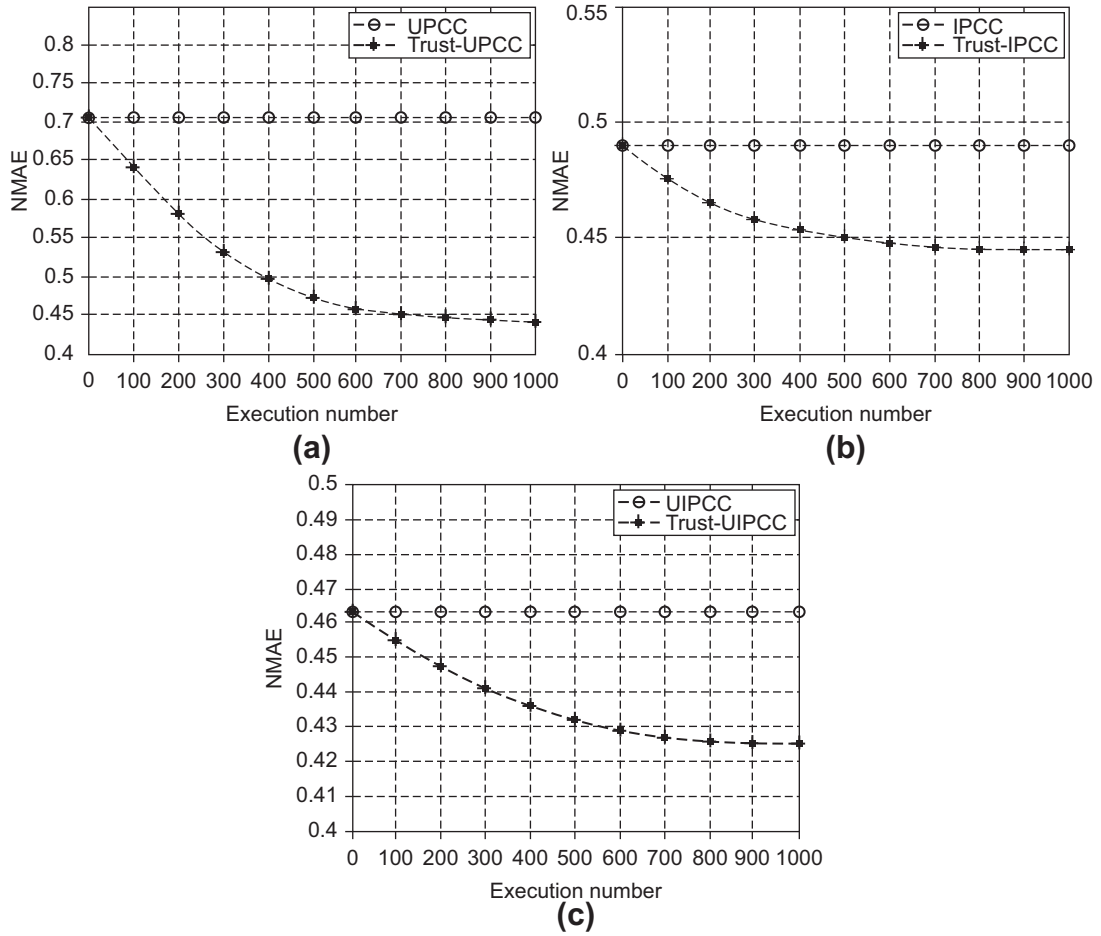 UPCC
Trust-UPCC
0.8
0.75
0.7
0.65
0.6
0.55
0.5
0.45
0.4
NMAE
0 100 200 300 400 500 600 700 800 900 1000
Execution number
(a)
IPCC
Trust-IPCC
0.55
0.5
0.45
0.4
NMAE
0 100 200 300 400 500 600 700 800 900 1000
Execution number
(b)
UIPCC
Trust-UIPCC
0.5
0.49
0.48
0.47
0.46
0.45
0.44
0.43
0.42
0.41
0.4
NMAE
0 100 200 300 400 500 600 700 800 900 1000
Execution number
(c)